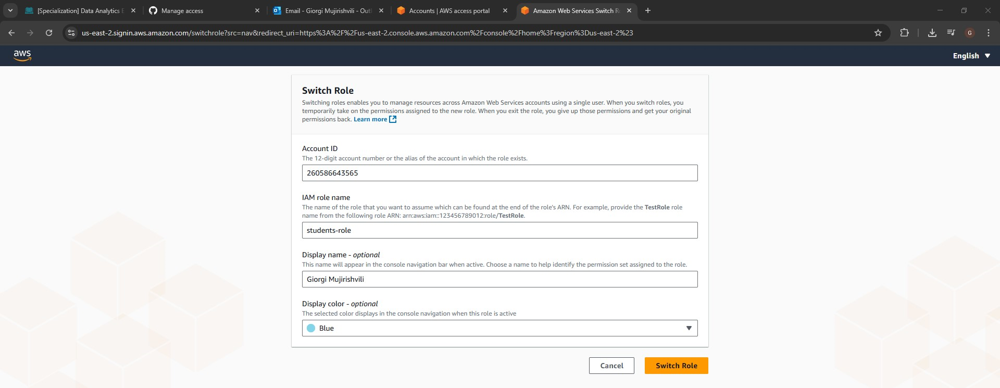 [Specialization] Data Analytics E
Manage access
Email - Giorgi Mujirishvili - Outl
Accounts | AWS access portal
Amazon Web Services Switch R
us-east-2.signin.aws.amazon.com/switchrole?src=nav&redirect_uri=https%3A%2F%2Fus-east-2.console.aws.amazon.com%2Fconsole%2Fhome%3Fregion%3Dus-east-2%23
G
aws
English
Switch Role
Switching roles enables you to manage resources across Amazon Web Services accounts using a single user. When you switch roles, you
temporarily take on the permissions assigned to the new role. When you exit the role, you give up those permissions and get your original
permissions back. Learn more
Account ID
The 12-digit account number or the alias of the account in which the role exists.
260586643565
IAM role name
The name of the role that you want to assume which can be found at the end of the role's ARN. For example, provide the TestRole role
name from the following role ARN: arn:aws:iam::123456789012:role/TestRole.
students-role
Display name - optional
This name will appear in the console navigation bar when active. Choose a name to help identify the permission set assigned to the role.
Giorgi Mujirishvili
Display color - optional
The selected color displays in the console navigation when this role is active
Blue
Cancel
Switch Role